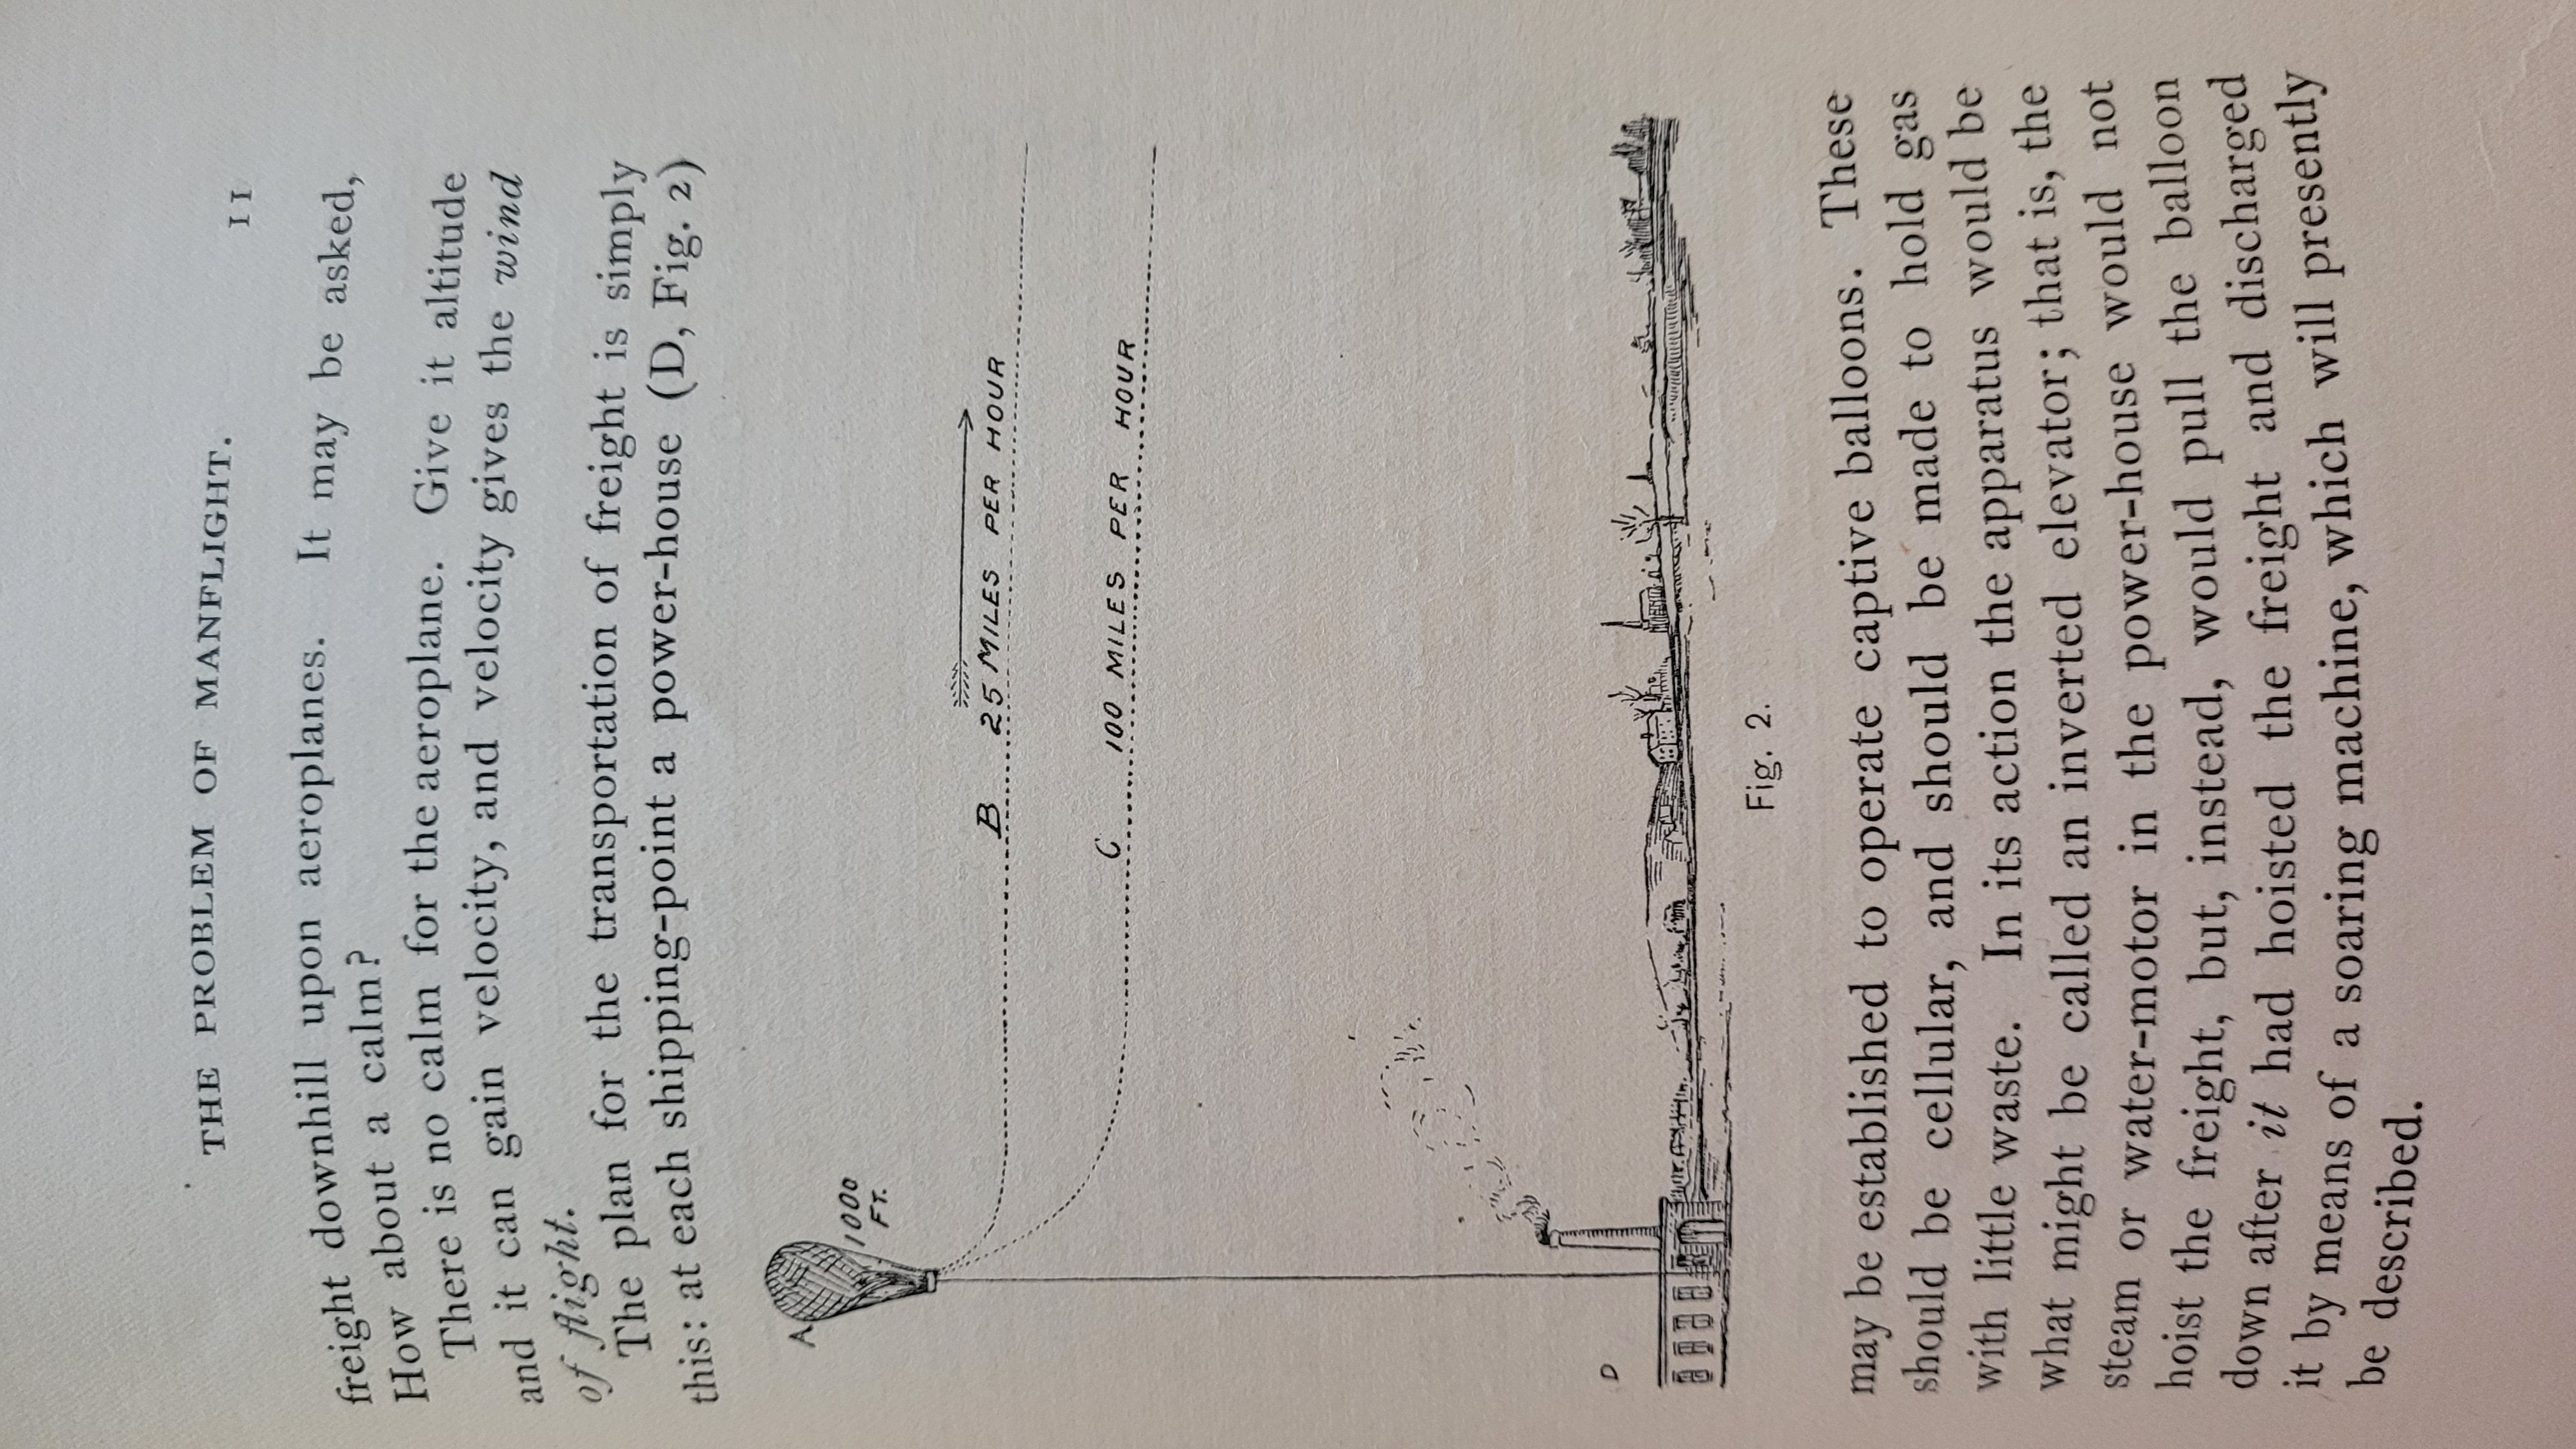 THE PROBLEM OF MANFLIGHT.
11
freight downhill upon aeroplanes. It may be asked,
How about a calm?
There is no calm for the aeroplane. Give it altitude
and it can gain velocity, and velocity gives the wind
of flight.
The plan for the transportation of freight is simply
this: at each shipping-point a power-house (D, Fig. 2)
A
1000
FT.
B 25 MILES PER HOUR
C 100 MILES PER HOUR
D
Fig. 2.
may be established to operate captive balloons. These
should be cellular, and should be made to hold gas
with little waste. In its action the apparatus would be
what might be called an inverted elevator; that is, the
steam or water-motor in the power-house would not
hoist the freight, but, instead, would pull the balloon
down after it had hoisted the freight and discharged
it by means of a soaring machine, which will presently
be described.